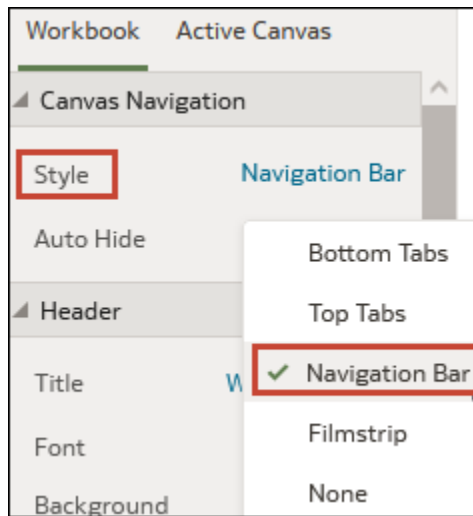 Workbook Active Canvas
Canvas Navigation
Style Navigation Bar
Auto Hide
Bottom Tabs
Header
Top Tabs
Title
Navigation Bar
Font
Filmstrip
Background
None